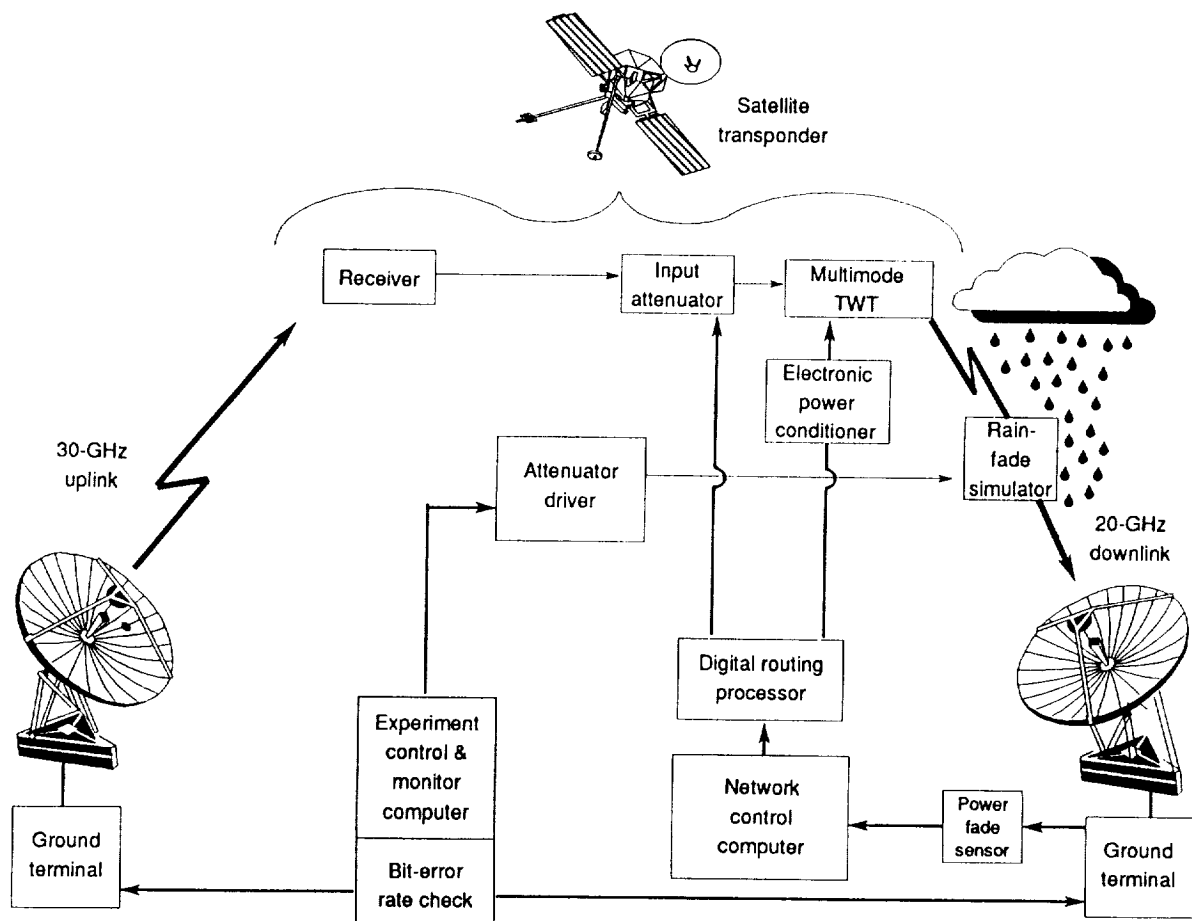 Satellite
transponder
Receiver
Input
attenuator
Multimode
TWT
Electronic
power
conditioner
30-GHz
uplink
Attenuator
driver
Rain-
fade
simulator
20-GHz
downlink
Digital routing
processor
Experiment
control &
monitor
computer
Network
control
computer
Power
fade
sensor
Ground
terminal
Bit-error
rate check
Ground
terminal